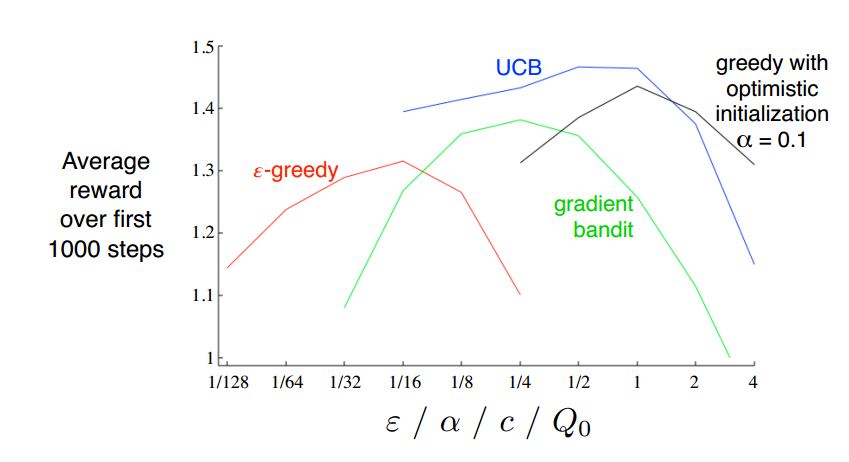 1.5
UCB
greedy with
optimistic
initialization
α = 0.1
1.4
Average
reward
over first
1000 steps
1.3
ε-greedy
gradient
bandit
1.2
1.1
1
1/128 1/64 1/32 1/16 1/8 1/4 1/2 1 2 4
ε / α / c / Q₀